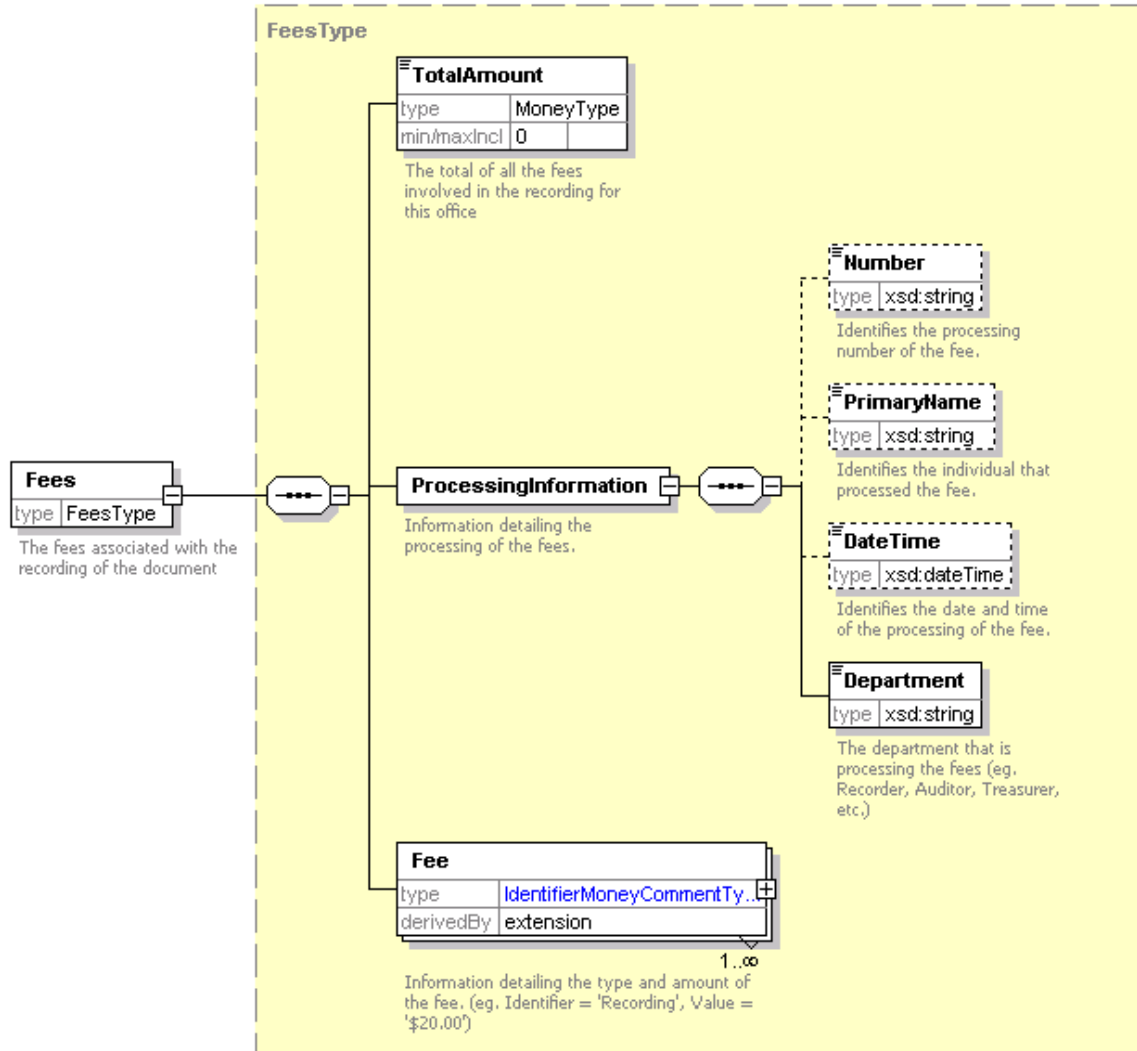 FeesType
TotalAmount
type MoneyType
min/maxIncl 0
The total of all the fees
involved in the recording for
this office
Number
type xsd:string
Identifies the processing
number of the fee.
PrimaryName
type xsd:string
Identifies the individual that
processed the fee.
Fees
type FeesType
The fees associated with the
recording of the document
ProcessingInformation
Information detailing the
processing of the fees.
DateTime
type xsd:dateTime
Identifies the date and time
of the processing of the fee.
Department
type xsd:string
The department that is
processing the fees (eg.
Recorder, Auditor, Treasurer,
etc.)
Fee
type IdentifierMoneyCommentTy...
derivedBy extension
1..∞
Information detailing the type and amount of
the fee. (eg. Identifier = 'Recording', Value =
'$20.00')